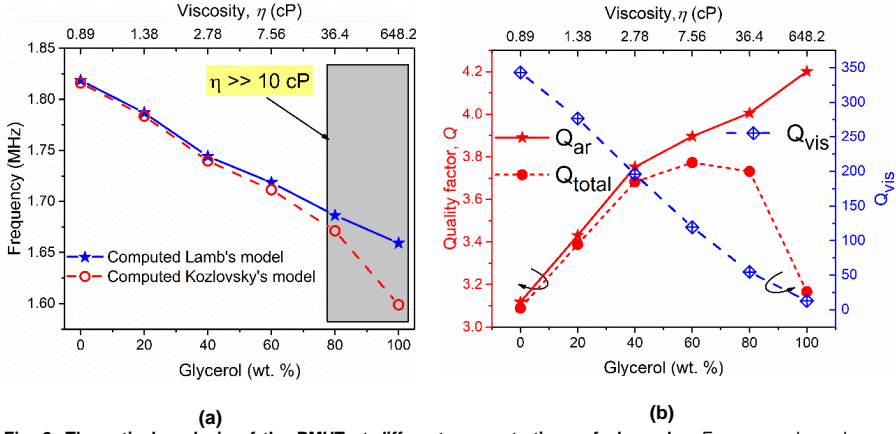 Viscosity, η (cP)
0.89 1.38 2.78 7.56 36.4 648.2
1.85
1.80
1.75
1.70
1.65
1.60
Frequency (MHz)
η >> 10 cP
Computed Lamb's model
Computed Kozlovsky's model
0 20 40 60 80 100
Glycerol (wt. %)
(a)
Viscosity, η (cP)
0.89 1.38 2.78 7.56 36.4 648.2
4.2
4.0
3.8
3.6
3.4
3.2
3.0
Quality factor, Q
Q_ar
Q_total
Q_vis
350
300
250
200
150
100
50
0
Q_vis
0 20 40 60 80 100
Glycerol (wt. %)
(b)